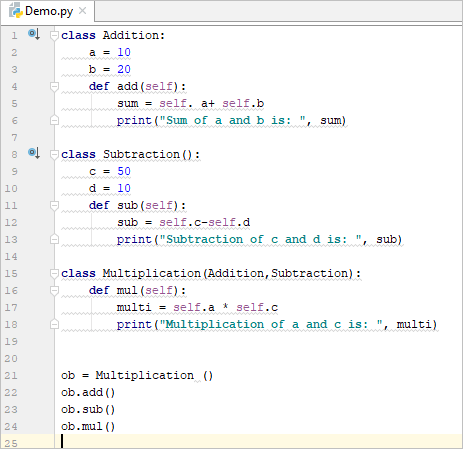 Demo.py ×
1 class Addition:
2     a = 10
3     b = 20
4     def add(self):
5         sum = self. a+ self.b
6         print("Sum of a and b is: ", sum)
7
8 class Subtraction():
9     c = 50
10     d = 10
11     def sub(self):
12         sub = self.c-self.d
13         print("Subtraction of c and d is: ", sub)
14
15 class Multiplication(Addition,Subtraction):
16     def mul(self):
17         multi = self.a * self.c
18         print("Multiplication of a and c is: ", multi)
19
20
21 ob = Multiplication ()
22 ob.add()
23 ob.sub()
24 ob.mul()
25